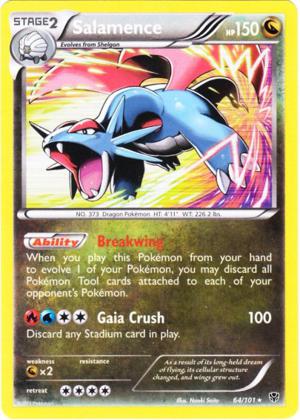 STAGE2
Salamence
HP150
Evolves from Shelgon
NO. 373 Dragon Pokémon HT: 4'11" WT: 226.2 lbs.
Ability Breakwing
When you play this Pokémon from your hand
to evolve 1 of your Pokémon, you may discard all
Pokémon Tool cards attached to each of your
opponent's Pokémon.
Gaia Crush 100
Discard any Stadium card in play.
weakness resistance
×2
retreat
As a result of its long-held dream of
flying, its cellular structure
changed, and wings grew out.
Illus. Naoki Saito 64/101